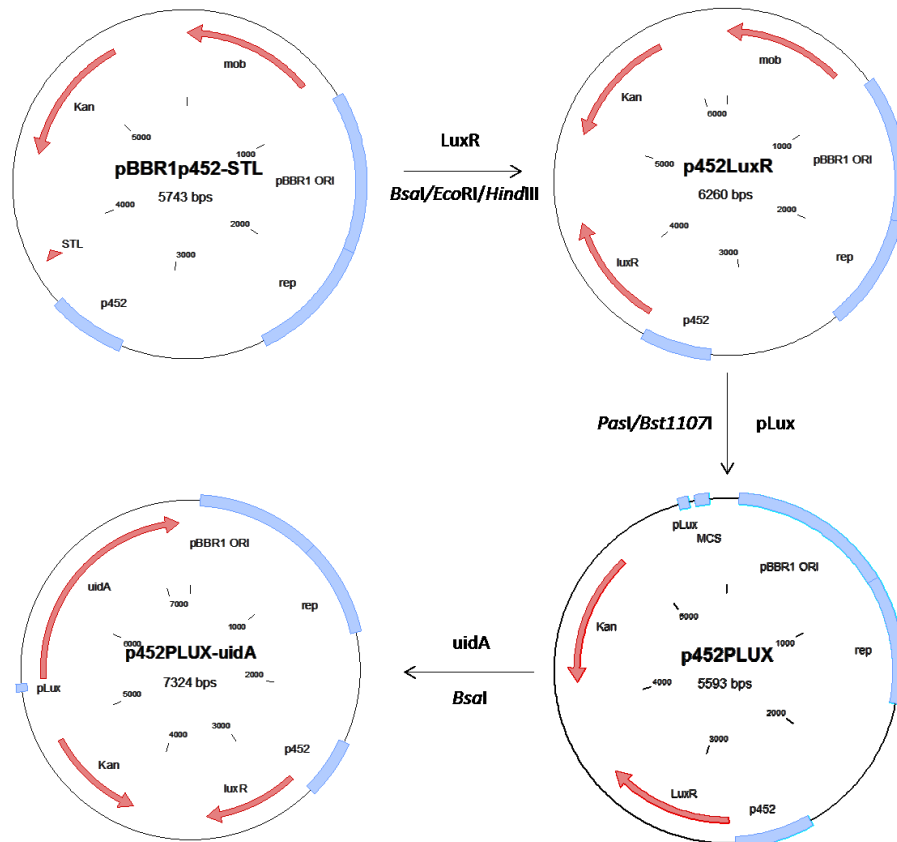 mob
Kan
5000
1000
pBBR1p452-STL
5743 bps
pBBR1 ORI
4000
2000
3000
STL
p452
rep
LuxR
BsaI/EcoRI/HindIII
mob
Kan
6000
5000
1000
p452LuxR
6260 bps
pBBR1 ORI
4000
2000
3000
luxR
rep
p452
PasI/Bst1107I
pLux
pLux
MCS
pBBR1 ORI
Kan
5000
1000
p452PLUX
5593 bps
rep
4000
2000
3000
LuxR
p452
uidA
BsaI
pBBR1 ORI
uidA
7000
rep
1000
6000
p452PLUX-uidA
7324 bps
2000
pLux
5000
4000
3000
p452
Kan
luxR